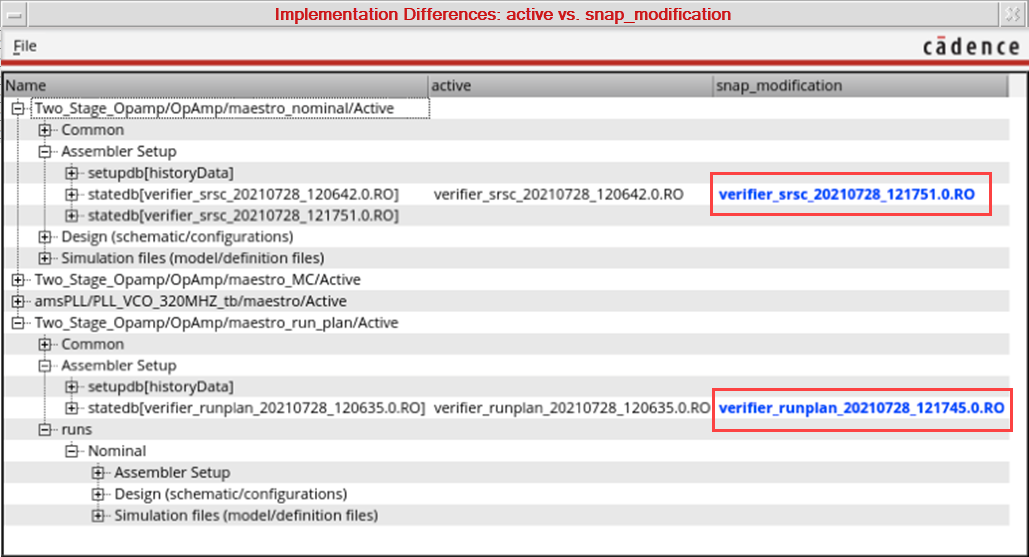 Implementation Differences: active vs. snap_modification
File
cādence
Name active snap_modification
Two_Stage_Opamp/OpAmp/maestro_nominal/Active
Common
Assembler Setup
setupdb[historyData]
statedb[verifier_srsc_20210728_120642.0.RO] verifier_srsc_20210728_120642.0.RO verifier_srsc_20210728_121751.0.RO
statedb[verifier_srsc_20210728_121751.0.RO]
Design (schematic/configurations)
Simulation files (model/definition files)
Two_Stage_Opamp/OpAmp/maestro_MC/Active
amsPLL/PLL_VCO_320MHZ_tb/maestro/Active
Two_Stage_Opamp/OpAmp/maestro_run_plan/Active
Common
Assembler Setup
setupdb[historyData]
statedb[verifier_runplan_20210728_120635.0.RO] verifier_runplan_20210728_120635.0.RO verifier_runplan_20210728_121745.0.RO
runs
Nominal
Assembler Setup
Design (schematic/configurations)
Simulation files (model/definition files)